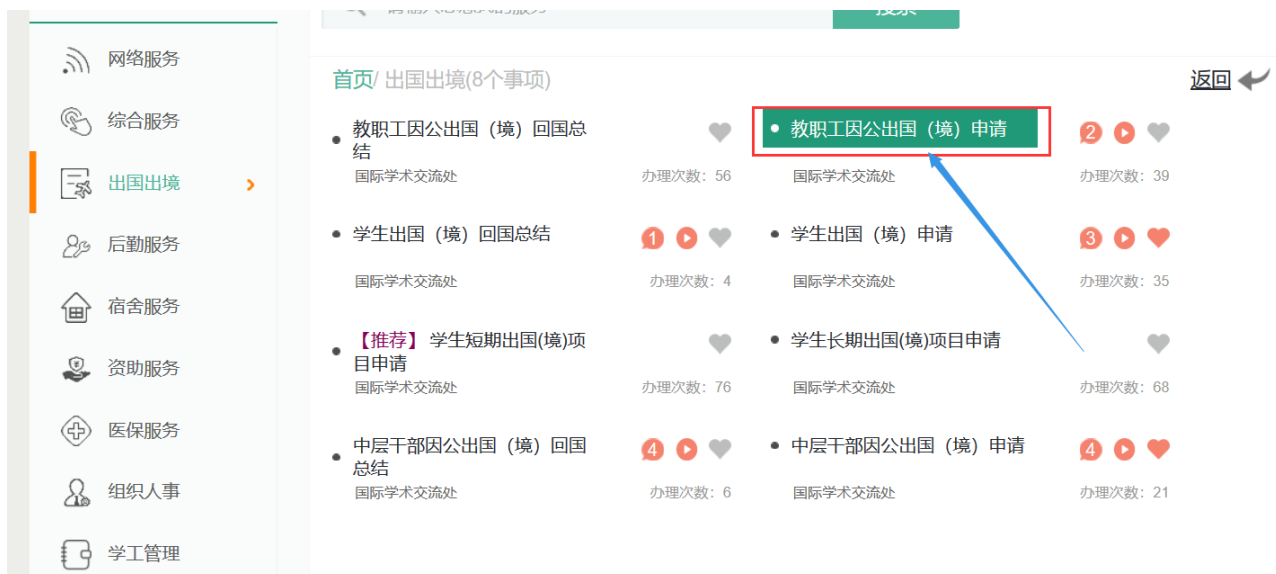 网络服务
综合服务
出国出境
后勤服务
宿舍服务
资助服务
医保服务
组织人事
学工管理
首页/ 出国出境(8个事项)
返回
教职工因公出国（境）回国总
结
国际学术交流处 办理次数：56
教职工因公出国（境）申请 2
国际学术交流处 办理次数：39
学生出国（境）回国总结 1
国际学术交流处 办理次数：4
学生出国（境）申请 3
国际学术交流处 办理次数：35
【推荐】 学生短期出国(境)项
目申请
国际学术交流处 办理次数：76
学生长期出国(境)项目申请
国际学术交流处 办理次数：68
中层干部因公出国（境）回国 4
总结
国际学术交流处 办理次数：6
中层干部因公出国（境）申请 4
国际学术交流处 办理次数：21